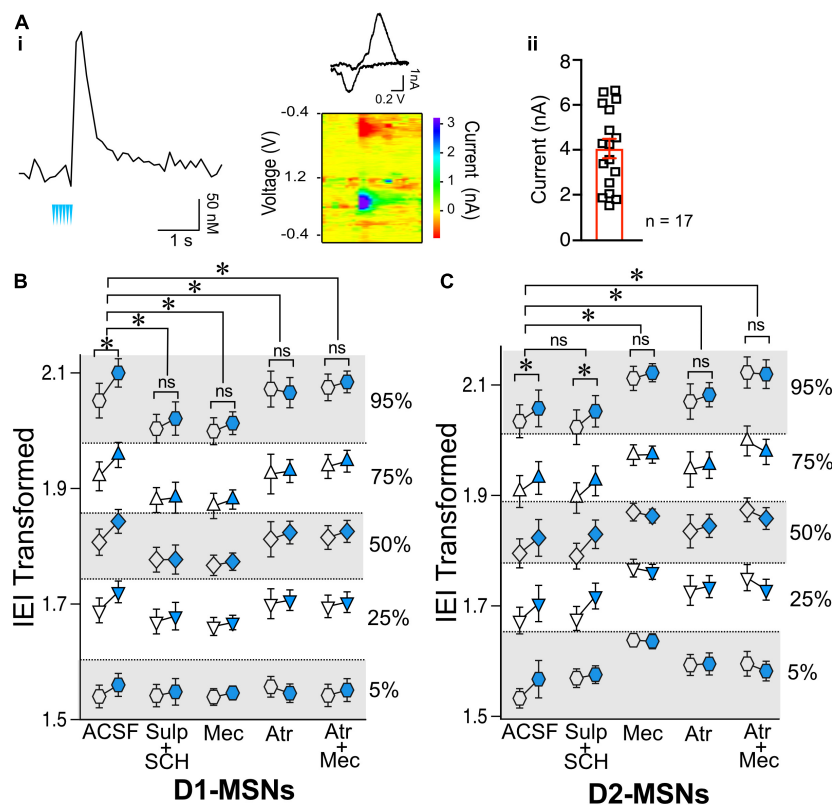 A
i
50 nM
1 s
1nA
0.2 V
-0.4
1.2
-0.4
Voltage (V)
3
2
1
0
Current (nA)
ii
8
6
4
2
0
Current (nA)
n = 17
B
* * * * *
ns ns ns ns
2.1
1.9
1.7
1.5
IEI Transformed
95%
75%
50%
25%
5%
ACSF Sulp + SCH Mec Atr Atr + Mec
D1-MSNs
C
* * * ns * *
ns ns ns
2.1
1.9
1.7
1.5
IEI Transformed
95%
75%
50%
25%
5%
ACSF Sulp + SCH Mec Atr Atr + Mec
D2-MSNs